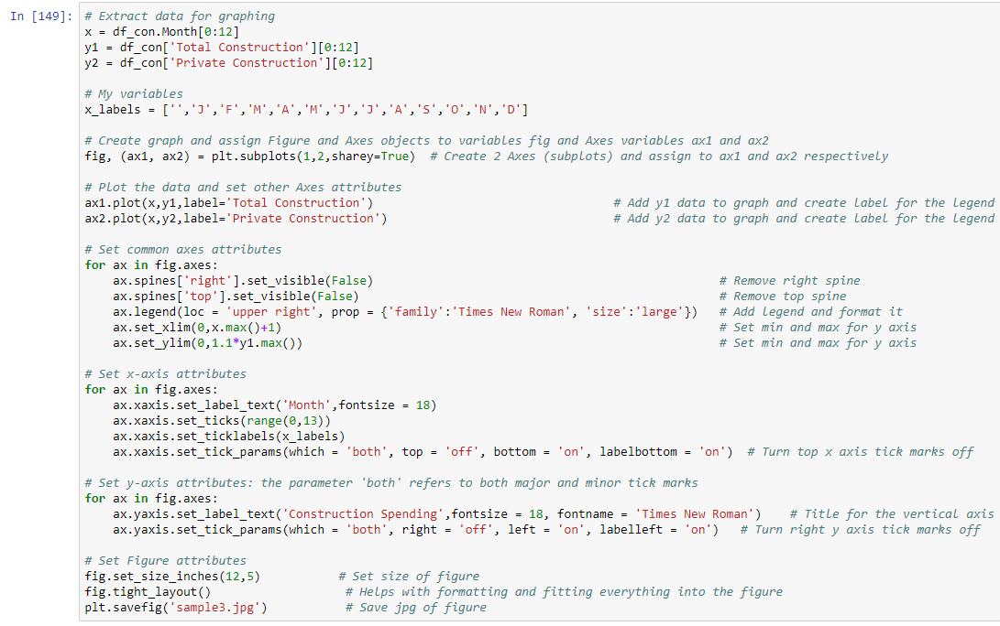 In [149]: # Extract data for graphing
x = df_con.Month[0:12]
y1 = df_con['Total Construction'][0:12]
y2 = df_con['Private Construction'][0:12]
# My variables
x_labels = ['','J','F','M','A','M','J','J','A','S','O','N','D']
# Create graph and assign Figure and Axes objects to variables fig and Axes variables ax1 and ax2
fig, (ax1, ax2) = plt.subplots(1,2,sharey=True)  # Create 2 Axes (subplots) and assign to ax1 and ax2 respectively
# Plot the data and set other Axes attributes
ax1.plot(x,y1,label='Total Construction')                                  # Add y1 data to graph and create label for the legend
ax2.plot(x,y2,label='Private Construction')                                # Add y2 data to graph and create label for the legend
# Set common axes attributes
for ax in fig.axes:
    ax.spines['right'].set_visible(False)                                                 # Remove right spine
    ax.spines['top'].set_visible(False)                                                   # Remove top spine
    ax.legend(loc = 'upper right', prop = {'family':'Times New Roman', 'size':'large'})   # Add legend and format it
    ax.set_xlim(0,x.max()+1)                                                              # Set min and max for y axis
    ax.set_ylim(0,1.1*y1.max())                                                           # Set min and max for y axis
# Set x-axis attributes
for ax in fig.axes:
    ax.xaxis.set_label_text('Month',fontsize = 18)
    ax.xaxis.set_ticks(range(0,13))
    ax.xaxis.set_ticklabels(x_labels)
    ax.xaxis.set_tick_params(which = 'both', top = 'off', bottom = 'on', labelbottom = 'on')  # Turn top x axis tick marks off
# Set y-axis attributes: the parameter 'both' refers to both major and minor tick marks
for ax in fig.axes:
    ax.yaxis.set_label_text('Construction Spending',fontsize = 18, fontname = 'Times New Roman')    # Title for the vertical axis
    ax.yaxis.set_tick_params(which = 'both', right = 'off', left = 'on', labelleft = 'on')   # Turn right y axis tick marks off
# Set Figure attributes
fig.set_size_inches(12,5)           # Set size of figure
fig.tight_layout()                   # Helps with formatting and fitting everything into the figure
plt.savefig('sample3.jpg')           # Save jpg of figure